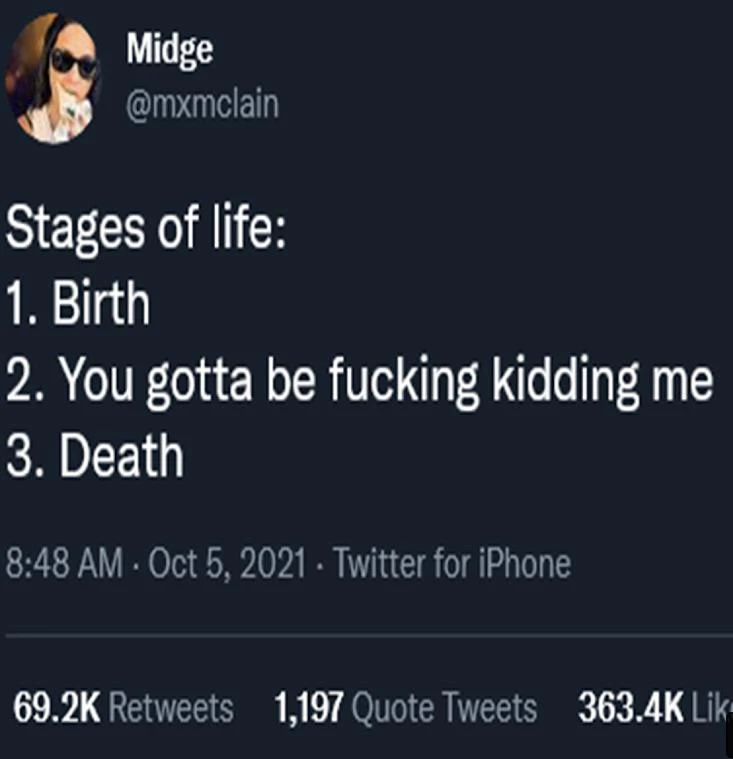 Midge
@mxmclain
Stages of life:
1. Birth
2. You gotta be fucking kidding me
3. Death
8:48 AM · Oct 5, 2021 · Twitter for iPhone
69.2K Retweets 1,197 Quote Tweets 363.4K Lik